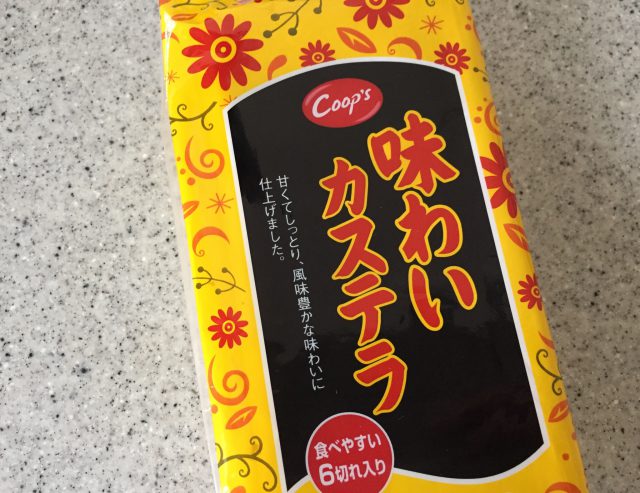 Coop's
味わい
カステラ
甘くてしっとり、風味豊かな味わいに
仕上げました。
食べやすい
6切れ入り